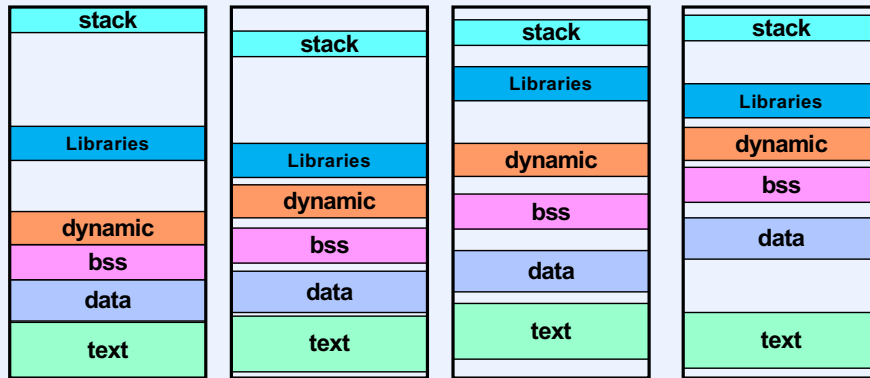 stack
Libraries
dynamic
bss
data
text
stack
Libraries
dynamic
bss
data
text
stack
Libraries
dynamic
bss
data
text
stack
Libraries
dynamic
bss
data
text